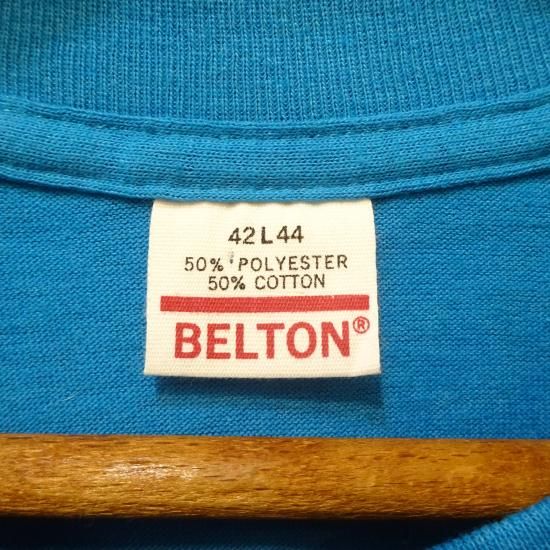 42 L 44
50% POLYESTER
50% COTTON
BELTON®